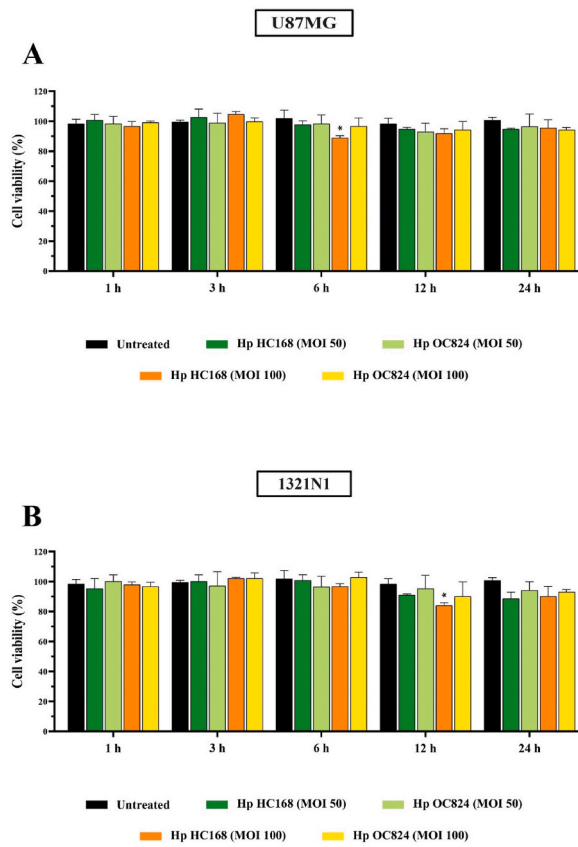 U87MG
A
Cell viability (%)
120
100
80
60
40
20
0
*
1 h 3 h 6 h 12 h 24 h
Untreated Hp HC168 (MOI 50) Hp OC824 (MOI 50)
Hp HC168 (MOI 100) Hp OC824 (MOI 100)
1321N1
B
Cell viability (%)
120
100
80
60
40
20
0
*
1 h 3 h 6 h 12 h 24 h
Untreated Hp HC168 (MOI 50) Hp OC824 (MOI 50)
Hp HC168 (MOI 100) Hp OC824 (MOI 100)